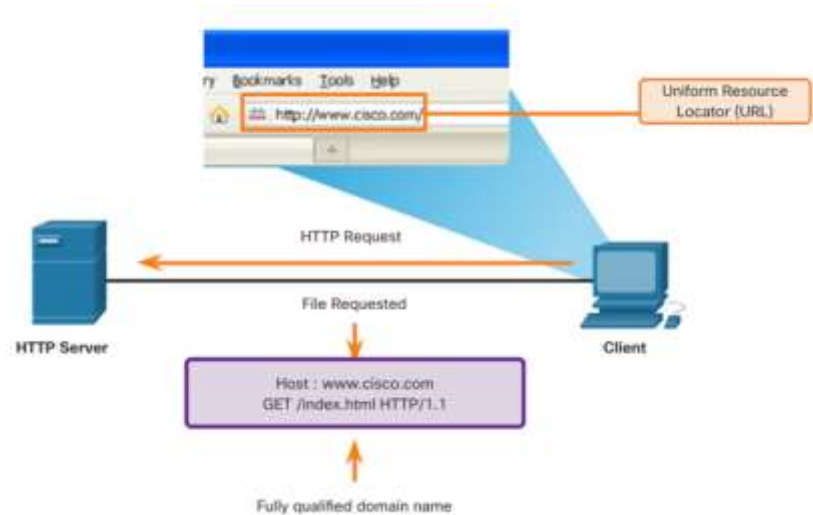 ry Bookmarks Tools Help
http://www.cisco.com/
Uniform Resource
Locator (URL)
HTTP Request
File Requested
HTTP Server
Client
Host : www.cisco.com
GET /index.html HTTP/1.1
Fully qualified domain name